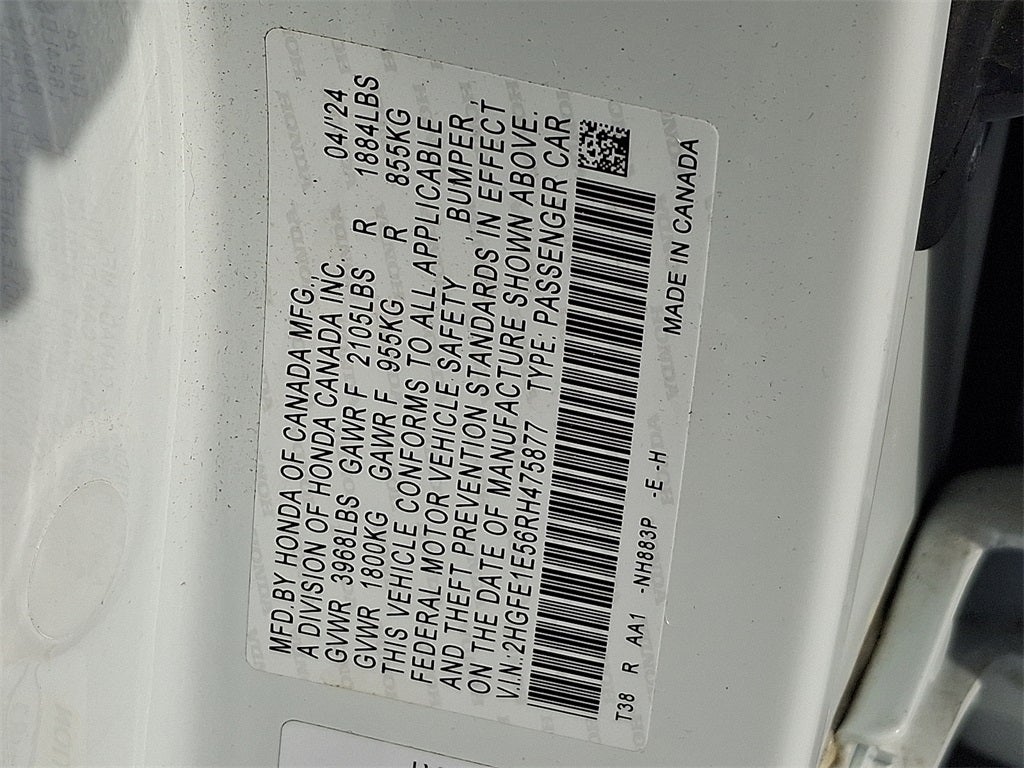 MFD.BY HONDA OF CANADA MFG.,
A DIVISION OF HONDA CANADA INC. 04/'24
GVWR 3968LBS GAWR F 2105LBS R 1884LBS
GVWR 1800KG GAWR F 955KG R 855KG
THIS VEHICLE CONFORMS TO ALL APPLICABLE
FEDERAL MOTOR VEHICLE SAFETY , BUMPER,
AND THEFT PREVENTION STANDARDS, IN EFFECT
ON THE DATE OF MANUFACTURE SHOWN ABOVE.
V.I.N.:2HGFE1E56RH475877 TYPE: PASSENGER CAR
T38 R AA1 -NH883P -E -H
MADE IN CANADA